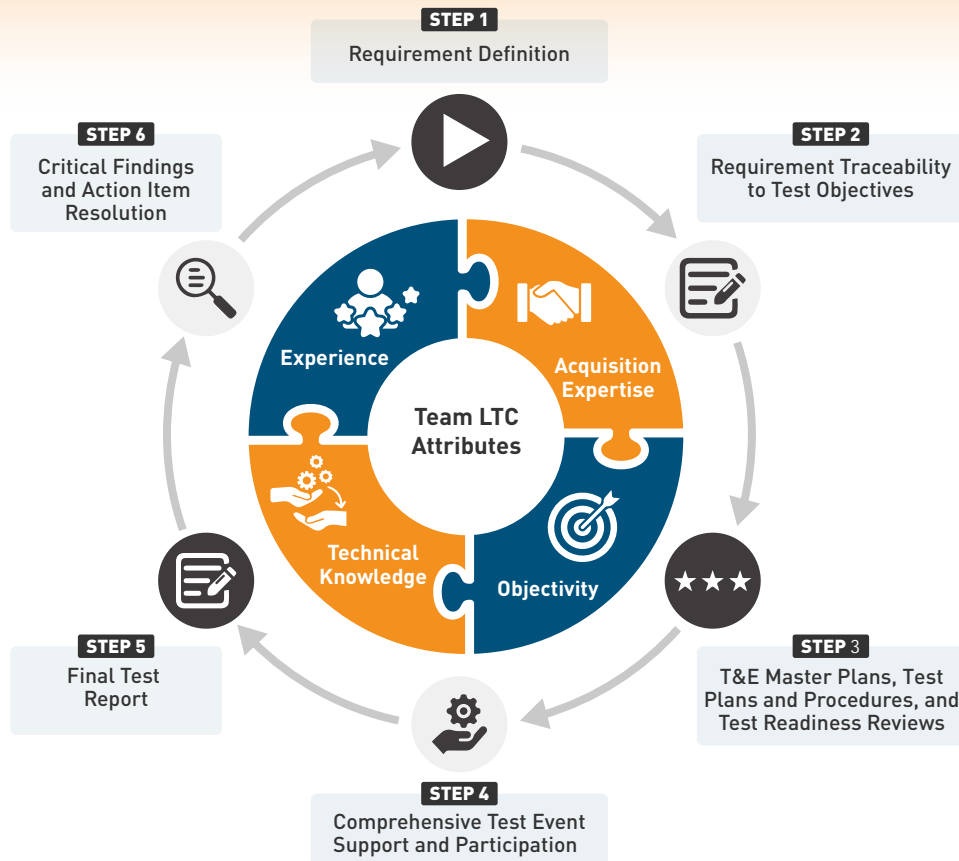 STEP 1
Requirement Definition
STEP 6
Critical Findings
and Action Item
Resolution
STEP 2
Requirement Traceability
to Test Objectives
Experience
Acquisition
Expertise
Team LTC
Attributes
Technical
Knowledge
Objectivity
STEP 5
Final Test
Report
STEP 3
T&E Master Plans, Test
Plans and Procedures, and
Test Readiness Reviews
STEP 4
Comprehensive Test Event
Support and Participation